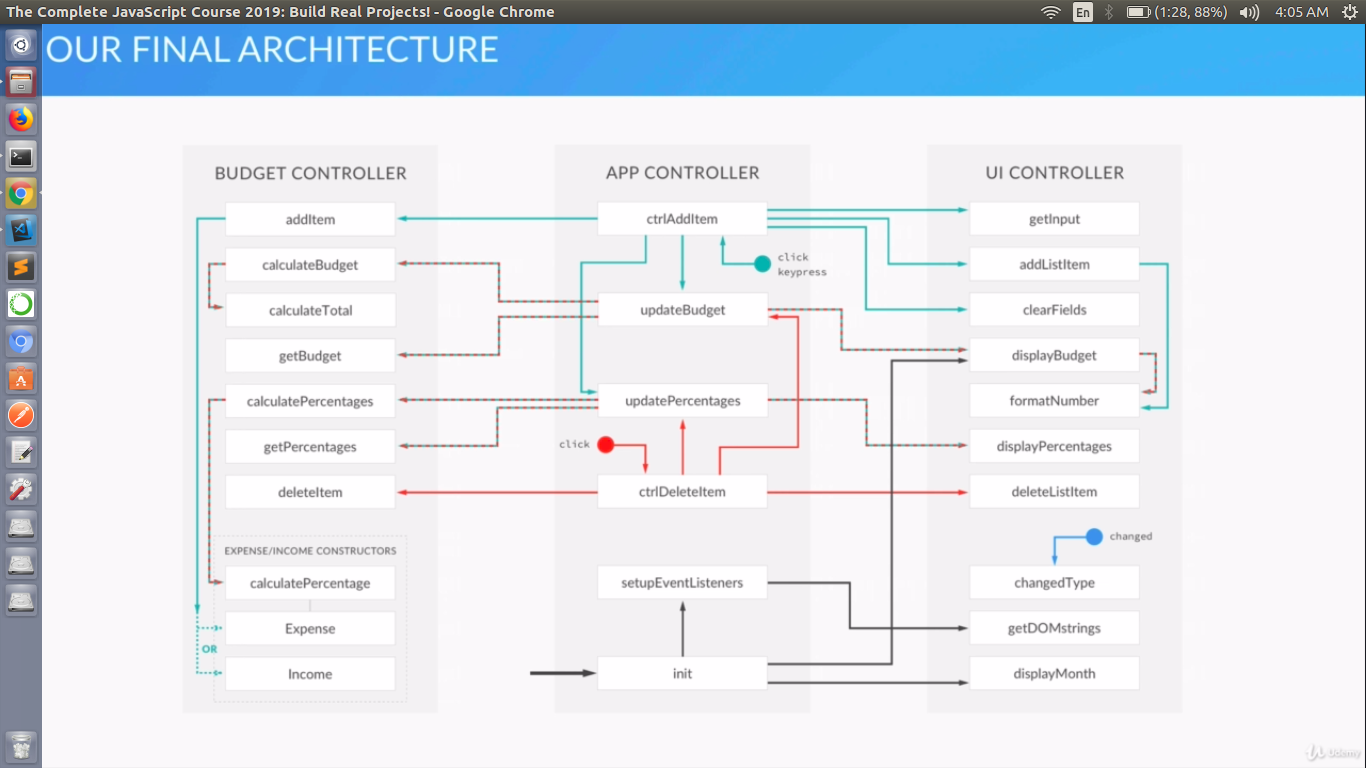 The Complete JavaScript Course 2019: Build Real Projects! - Google Chrome
En
(1:28, 88%)
4:05 AM
OUR FINAL ARCHITECTURE
BUDGET CONTROLLER
addItem
calculateBudget
calculateTotal
getBudget
calculatePercentages
getPercentages
deleteItem
EXPENSE/INCOME CONSTRUCTORS
calculatePercentage
Expense
OR
Income
APP CONTROLLER
ctrlAddItem
click
keypress
updateBudget
updatePercentages
click
ctrlDeleteItem
setupEventListeners
init
UI CONTROLLER
getInput
addListItem
clearFields
displayBudget
formatNumber
displayPercentages
deleteListItem
changed
changedType
getDOMstrings
displayMonth
Udemy